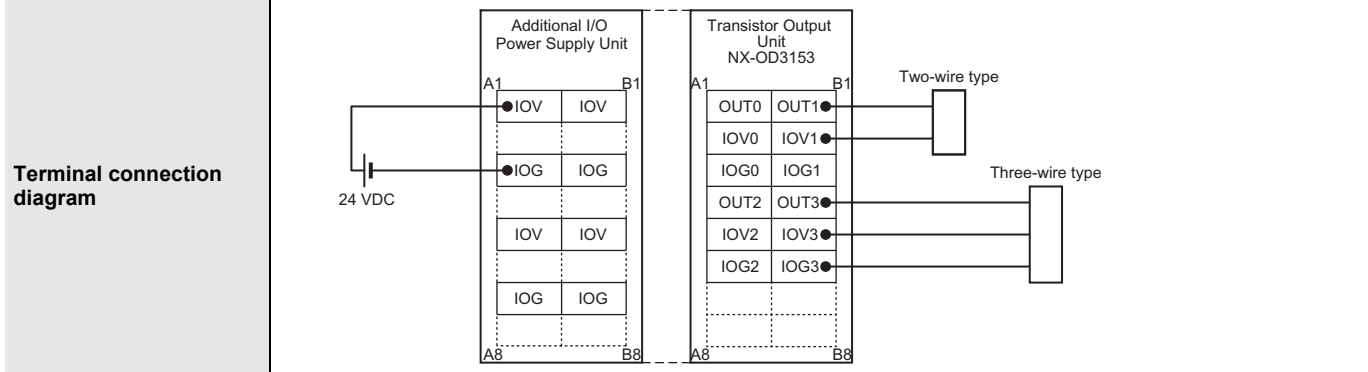 Terminal connection
diagram
Additional I/O
Power Supply Unit
A1 B1
IOV IOV
IOG IOG
IOV IOV
IOG IOG
A8 B8
24 VDC
Transistor Output
Unit
NX-OD3153
A1 B1
OUT0 OUT1
IOV0 IOV1
IOG0 IOG1
OUT2 OUT3
IOV2 IOV3
IOG2 IOG3
A8 B8
Two-wire type
Three-wire type